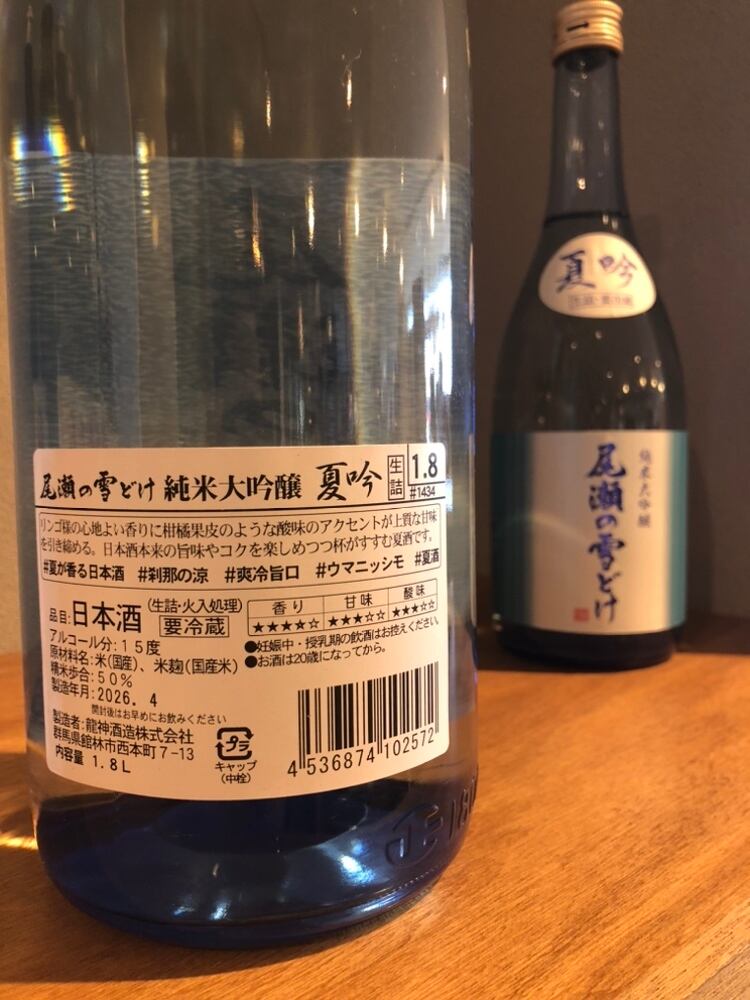 尾瀬の雪どけ 純米大吟醸 夏吟 生詰 1.8 #1434
リンゴ様の心地よい香りに柑橘果皮のような酸味のアクセントが上質な甘味
を引き締める。日本酒本来の旨味やコクを楽しめつつ杯がすすむ夏酒です。
#夏が香る日本酒 #刹那の涼 #爽冷旨口 #ウマニッシモ #夏酒
品目:日本酒 (生詰・火入処理) 要冷蔵
香り 甘味 酸味
★★★★☆ ★★★☆☆ ★★★☆☆
アルコール分:15度
原材料名:米(国産)、米麹(国産米)
精米歩合:50%
製造年月:2026. 4
開封後はお早めにお飲みください
製造者:龍神酒造株式会社
群馬県館林市西本町7-13
内容量 1.8L
●妊娠中・授乳期の飲酒はお控えください。
●お酒は20歳になってから。
プラ
キャップ
(中栓)
4 536874 102572
夏吟
純米大吟醸
尾瀬の雪どけ